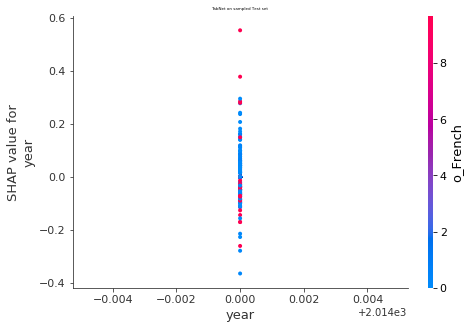 TabNet on sampled Test set
0.6
0.4
0.2
0.0
−0.2
−0.4
SHAP value for
year
−0.004
−0.002
0.000
0.002
0.004
+2.014e3
year
8
6
4
2
0
o_French